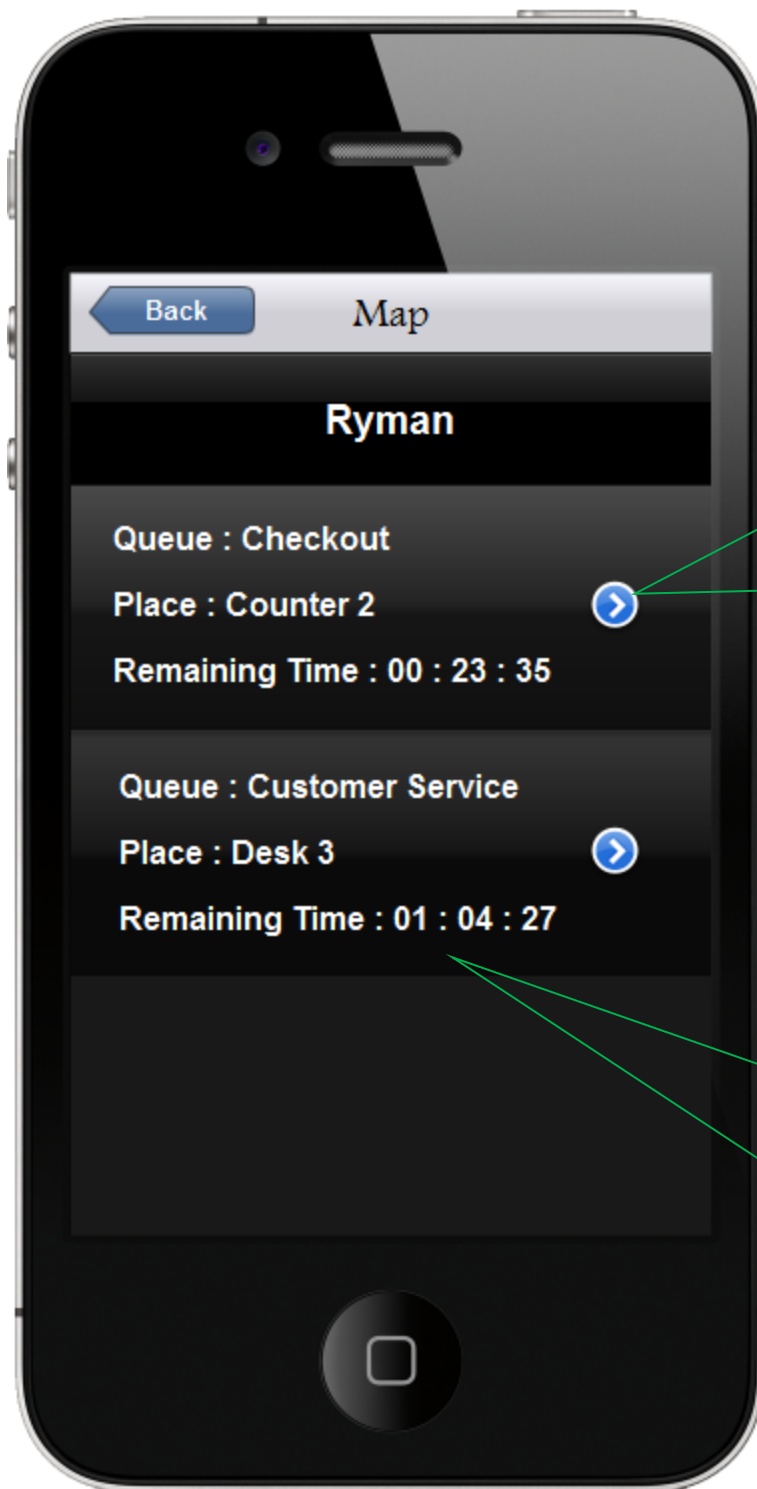 Back
Map
Ryman
Queue : Checkout
Place : Counter 2
Remaining Time : 00 : 23 : 35
Queue : Customer Service
Place : Desk 3
Remaining Time : 01 : 04 : 27